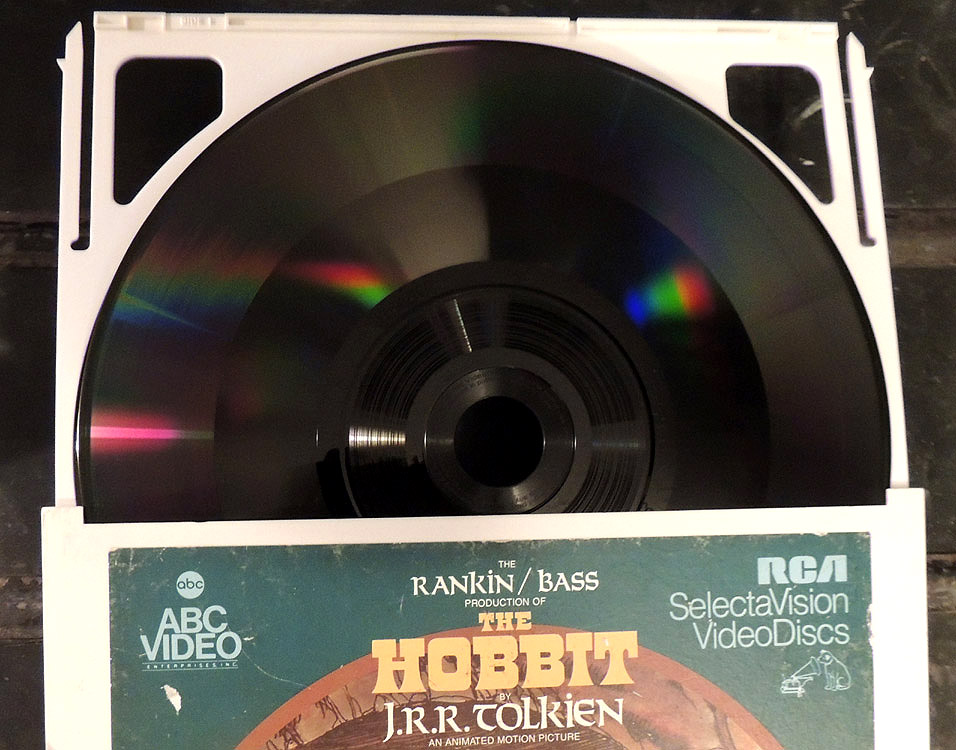 abc
ABC
VIDEO
ENTERPRISES, INC.
THE
RANKIN / BASS
PRODUCTION OF
THE
HOBBIT
BY
J.R.R. TOLKIEN
AN ANIMATED MOTION PICTURE
RCA
SelectaVision
VideoDiscs